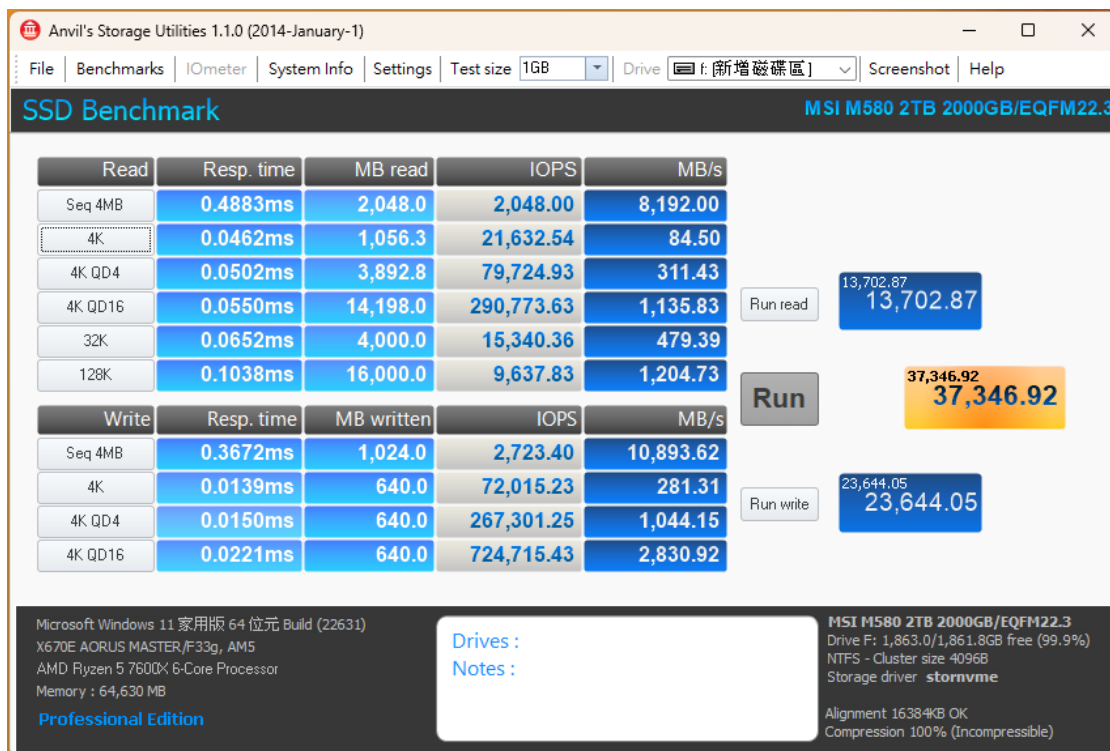 Anvil's Storage Utilities 1.1.0 (2014-January-1)
File Benchmarks IOmeter System Info Settings Test size 1GB Drive f: [新增磁碟區] Screenshot Help
SSD Benchmark MSI M580 2TB 2000GB/EQFM22.3
Read Resp. time MB read IOPS MB/s
Seq 4MB 0.4883ms 2,048.0 2,048.00 8,192.00
4K 0.0462ms 1,056.3 21,632.54 84.50
4K QD4 0.0502ms 3,892.8 79,724.93 311.43
4K QD16 0.0550ms 14,198.0 290,773.63 1,135.83
32K 0.0652ms 4,000.0 15,340.36 479.39
128K 0.1038ms 16,000.0 9,637.83 1,204.73
Run read
13,702.87
13,702.87
Run
37,346.92
37,346.92
Write Resp. time MB written IOPS MB/s
Seq 4MB 0.3672ms 1,024.0 2,723.40 10,893.62
4K 0.0139ms 640.0 72,015.23 281.31
4K QD4 0.0150ms 640.0 267,301.25 1,044.15
4K QD16 0.0221ms 640.0 724,715.43 2,830.92
Run write
23,644.05
23,644.05
Microsoft Windows 11 家用版 64 位元 Build (22631)
X670E AORUS MASTER/F33g, AM5
AMD Ryzen 5 7600X 6-Core Processor
Memory : 64,630 MB
Professional Edition
Drives :
Notes :
MSI M580 2TB 2000GB/EQFM22.3
Drive F: 1,863.0/1,861.8GB free (99.9%)
NTFS - Cluster size 4096B
Storage driver stornvme
Alignment 16384KB OK
Compression 100% (Incompressible)